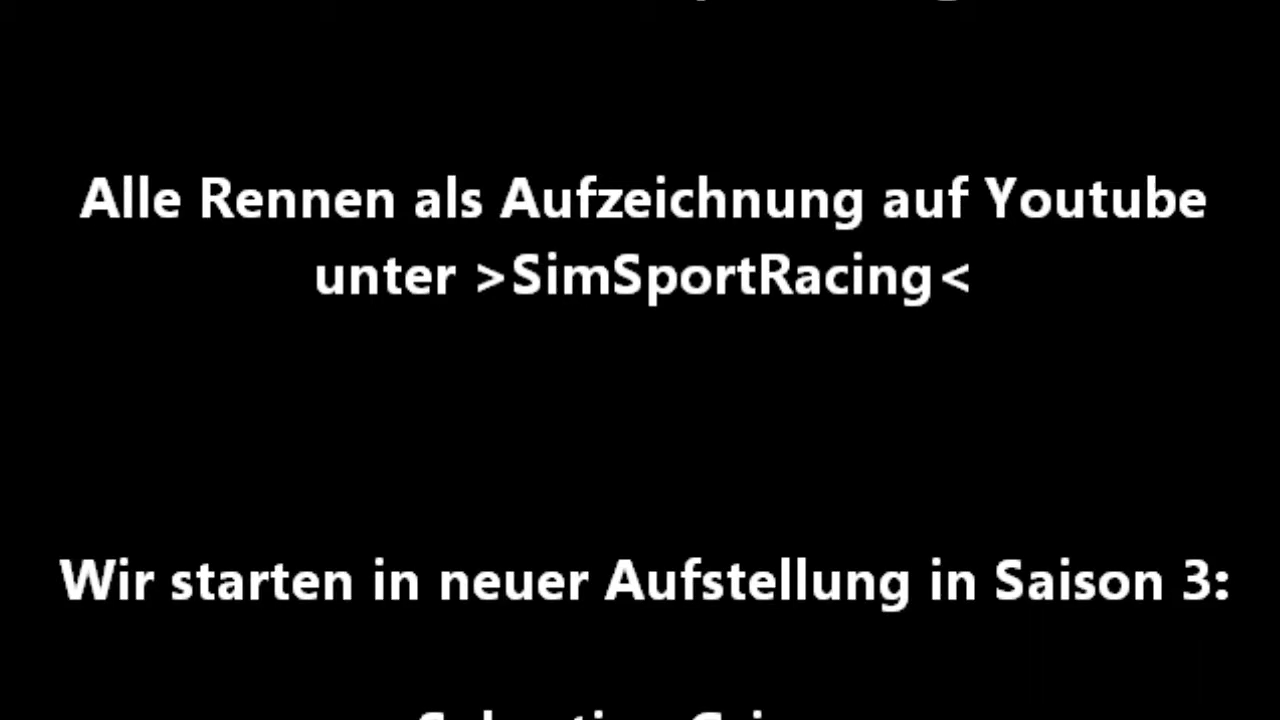 Alle Rennen als Aufzeichnung auf Youtube
unter >SimSportRacing<
Wir starten in neuer Aufstellung in Saison 3: